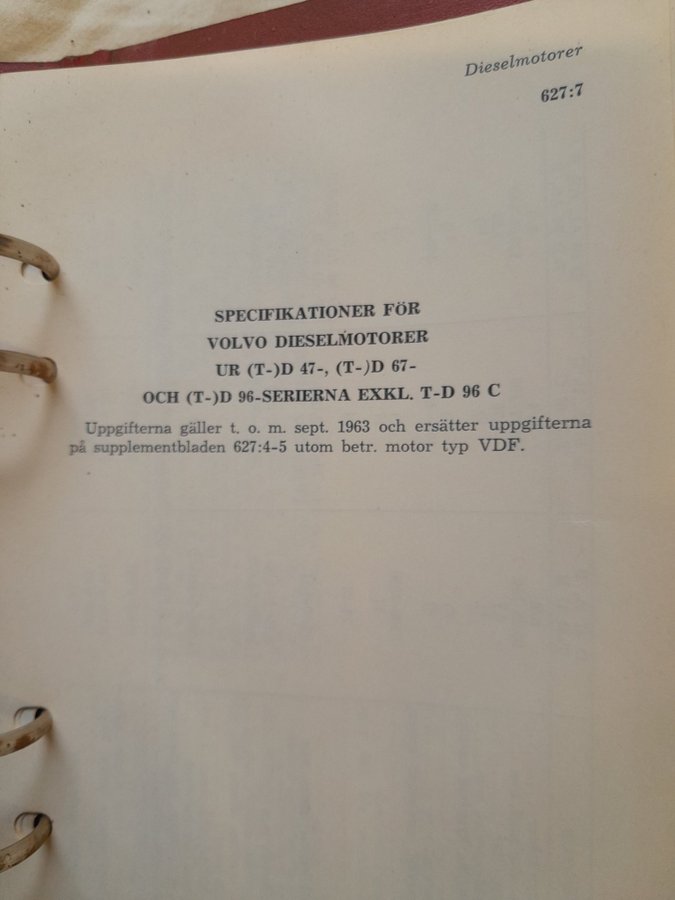 Dieselmotorer
627:7
SPECIFIKATIONER FÖR
VOLVO DIESELMOTORER
UR (T-)D 47-, (T-)D 67-
OCH (T-)D 96-SERIERNA EXKL. T-D 96 C
Uppgifterna gäller t. o. m. sept. 1963 och ersätter uppgifterna
på supplementbladen 627:4-5 utom betr. motor typ VDF.